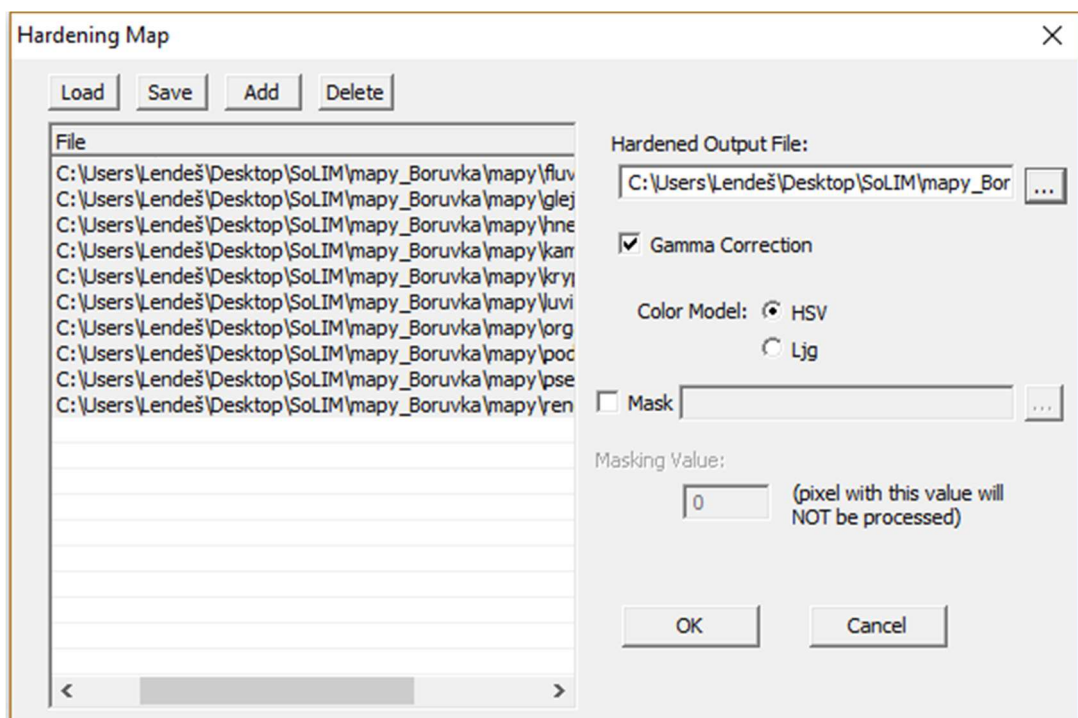 Hardening Map
Load Save Add Delete
File
C:\Users\Lendeš\Desktop\SoLIM\mapy_Boruvka\mapy\fluv
C:\Users\Lendeš\Desktop\SoLIM\mapy_Boruvka\mapy\glej
C:\Users\Lendeš\Desktop\SoLIM\mapy_Boruvka\mapy\hne
C:\Users\Lendeš\Desktop\SoLIM\mapy_Boruvka\mapy\kam
C:\Users\Lendeš\Desktop\SoLIM\mapy_Boruvka\mapy\kryp
C:\Users\Lendeš\Desktop\SoLIM\mapy_Boruvka\mapy\luvi
C:\Users\Lendeš\Desktop\SoLIM\mapy_Boruvka\mapy\org
C:\Users\Lendeš\Desktop\SoLIM\mapy_Boruvka\mapy\pod
C:\Users\Lendeš\Desktop\SoLIM\mapy_Boruvka\mapy\pse
C:\Users\Lendeš\Desktop\SoLIM\mapy_Boruvka\mapy\ren
Hardened Output File:
C:\Users\Lendeš\Desktop\SoLIM\mapy_Bor ...
Gamma Correction
Color Model: HSV
Ljg
Mask ...
Masking Value:
0 (pixel with this value will
NOT be processed)
OK Cancel